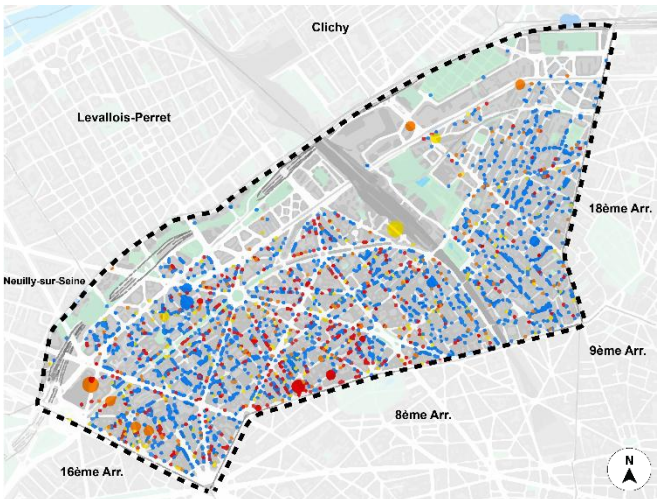 Clichy
Levallois-Perret
18ème Arr.
Neuilly-sur-Seine
9ème Arr.
8ème Arr.
16ème Arr.
N